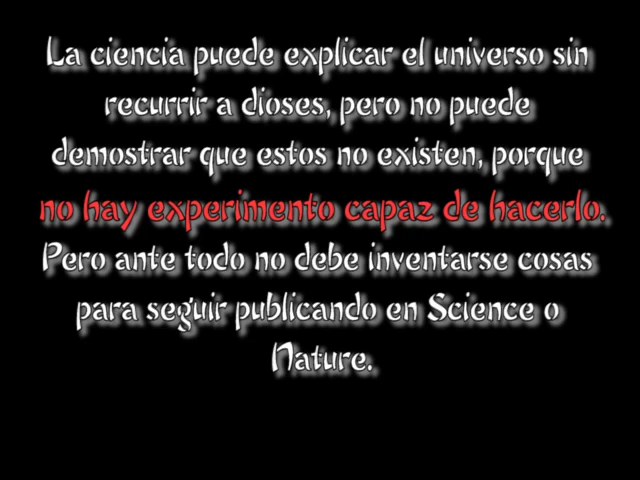 La ciencia puede explicar el universo sin
recurrir a dioses, pero no puede
demostrar que estos no existen, porque
no hay experimento capaz de hacerlo.
Pero ante todo no debe inventarse cosas
para seguir publicando en Science o
Nature.